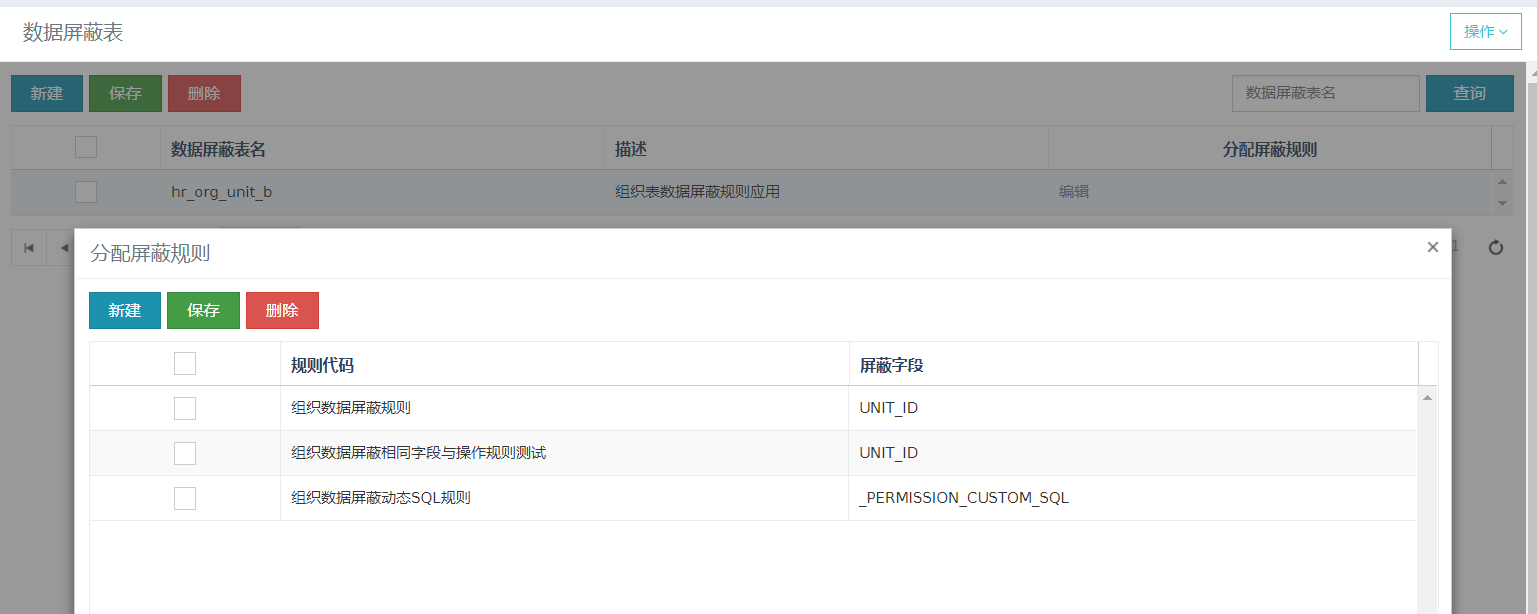 数据屏蔽表
操作
新建 保存 删除 数据屏蔽表名 查询
数据屏蔽表名 描述 分配屏蔽规则
hr_org_unit_b 组织表数据屏蔽规则应用 编辑
分配屏蔽规则 × 1
新建 保存 删除
规则代码 屏蔽字段
组织数据屏蔽规则 UNIT_ID
组织数据屏蔽相同字段与操作规则测试 UNIT_ID
组织数据屏蔽动态SQL规则 _PERMISSION_CUSTOM_SQL